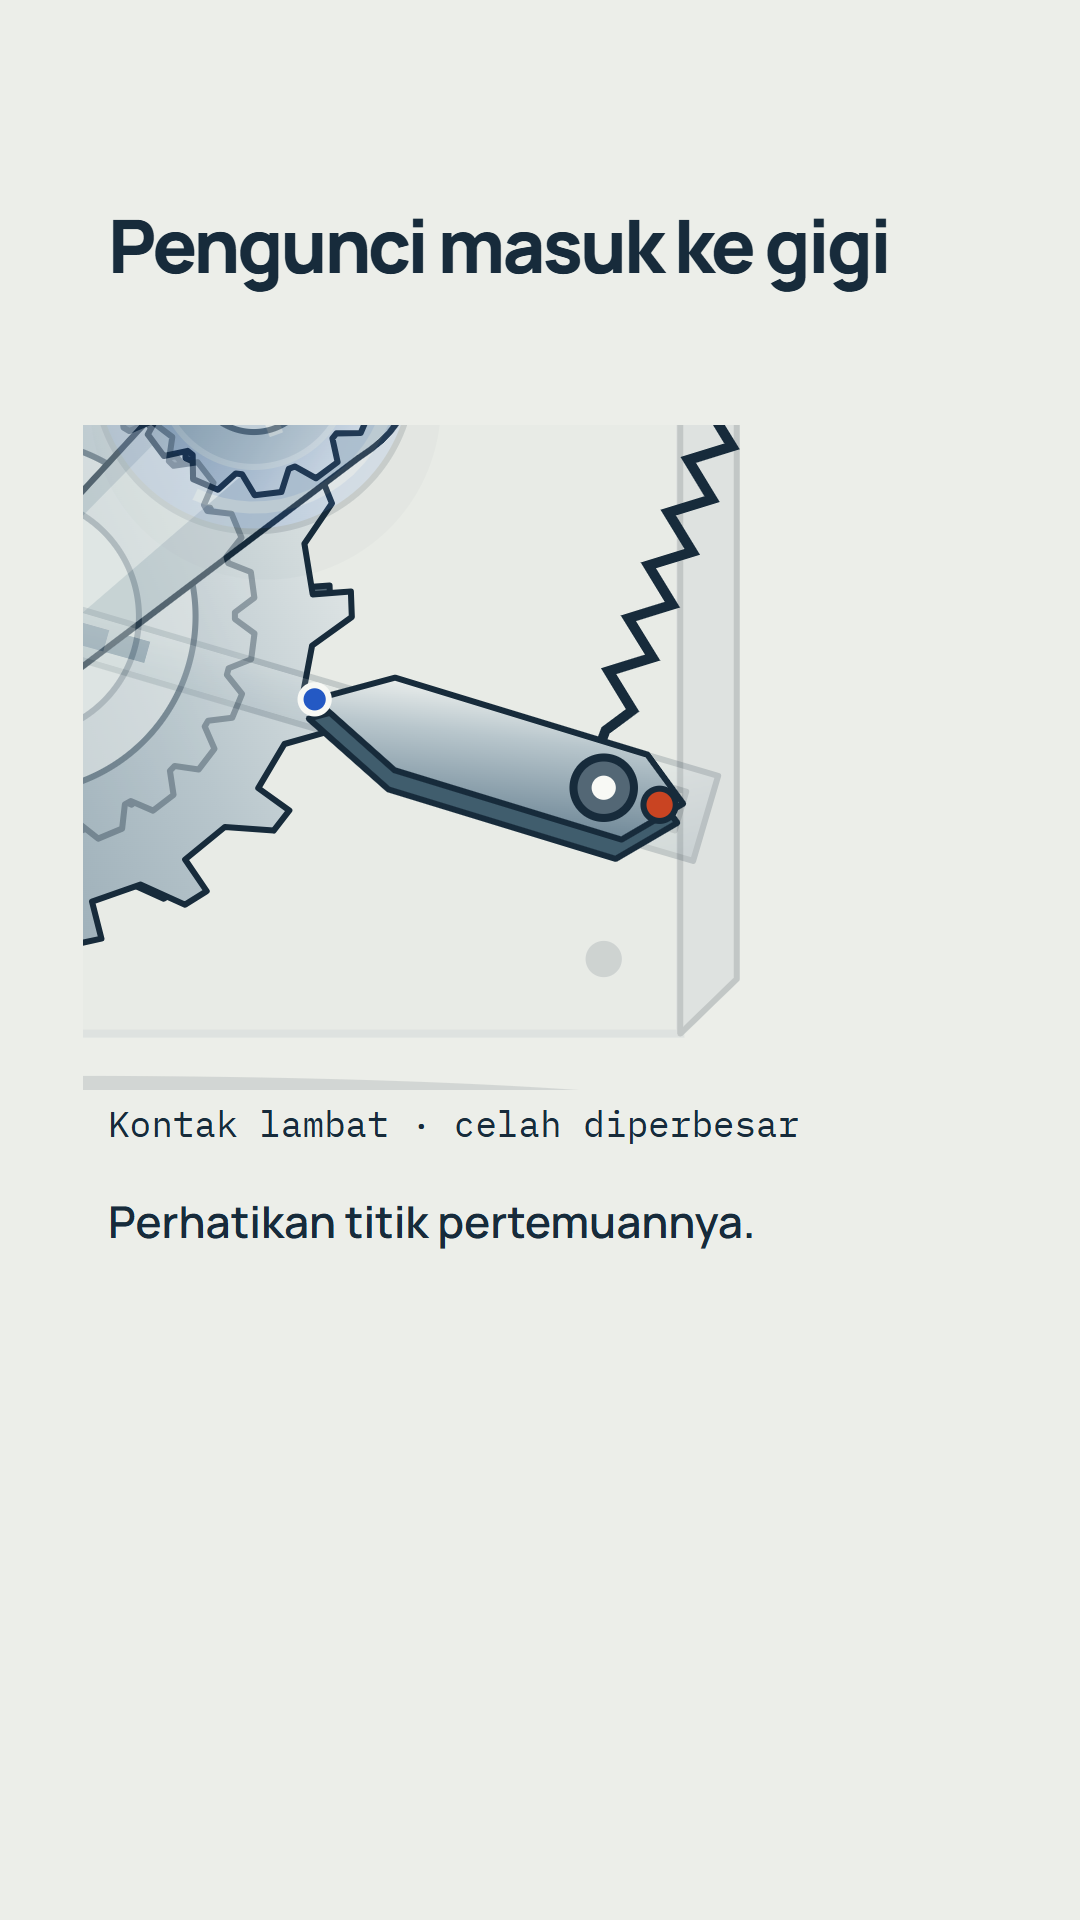 Pengunci masuk ke gigi
Kontak lambat · celah diperbesar
Perhatikan titik pertemuannya.